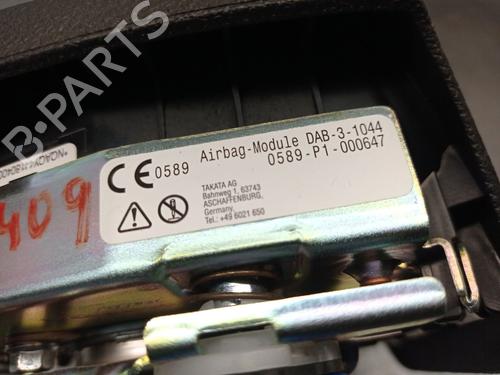 Airbag-Module DAB-3-1044
CE 0589 0589-P1-000647
TAKATA AG
Bahnweg 1, 63743
ASCHAFFENBURG,
Germany.
Tel.: +49 6021 650
409
B-PARTS